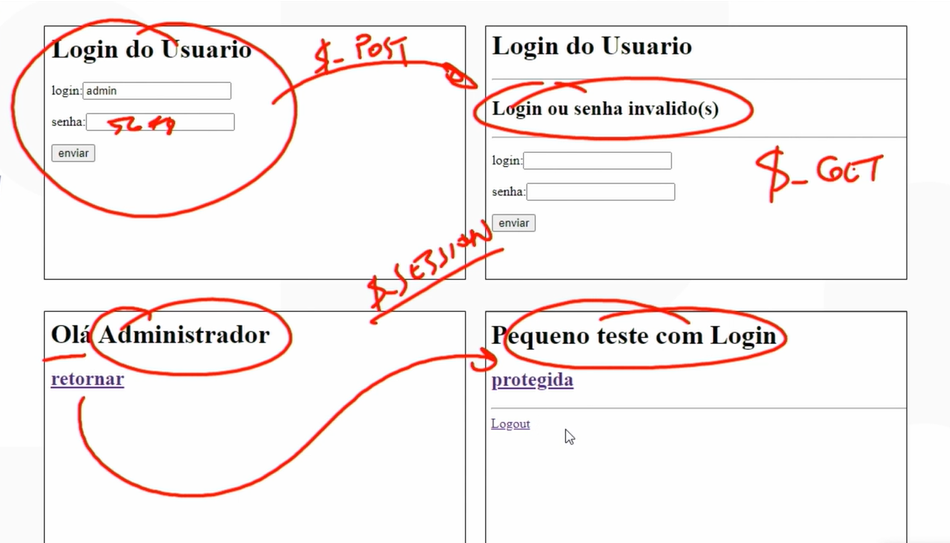 Login do Usuario
login: admin
senha:
enviar
$_POST
Login do Usuario
Login ou senha invalido(s)
login:
senha:
enviar
$_GET
$_SESSION
Olá Administrador
retornar
Pequeno teste com Login
protegida
Logout